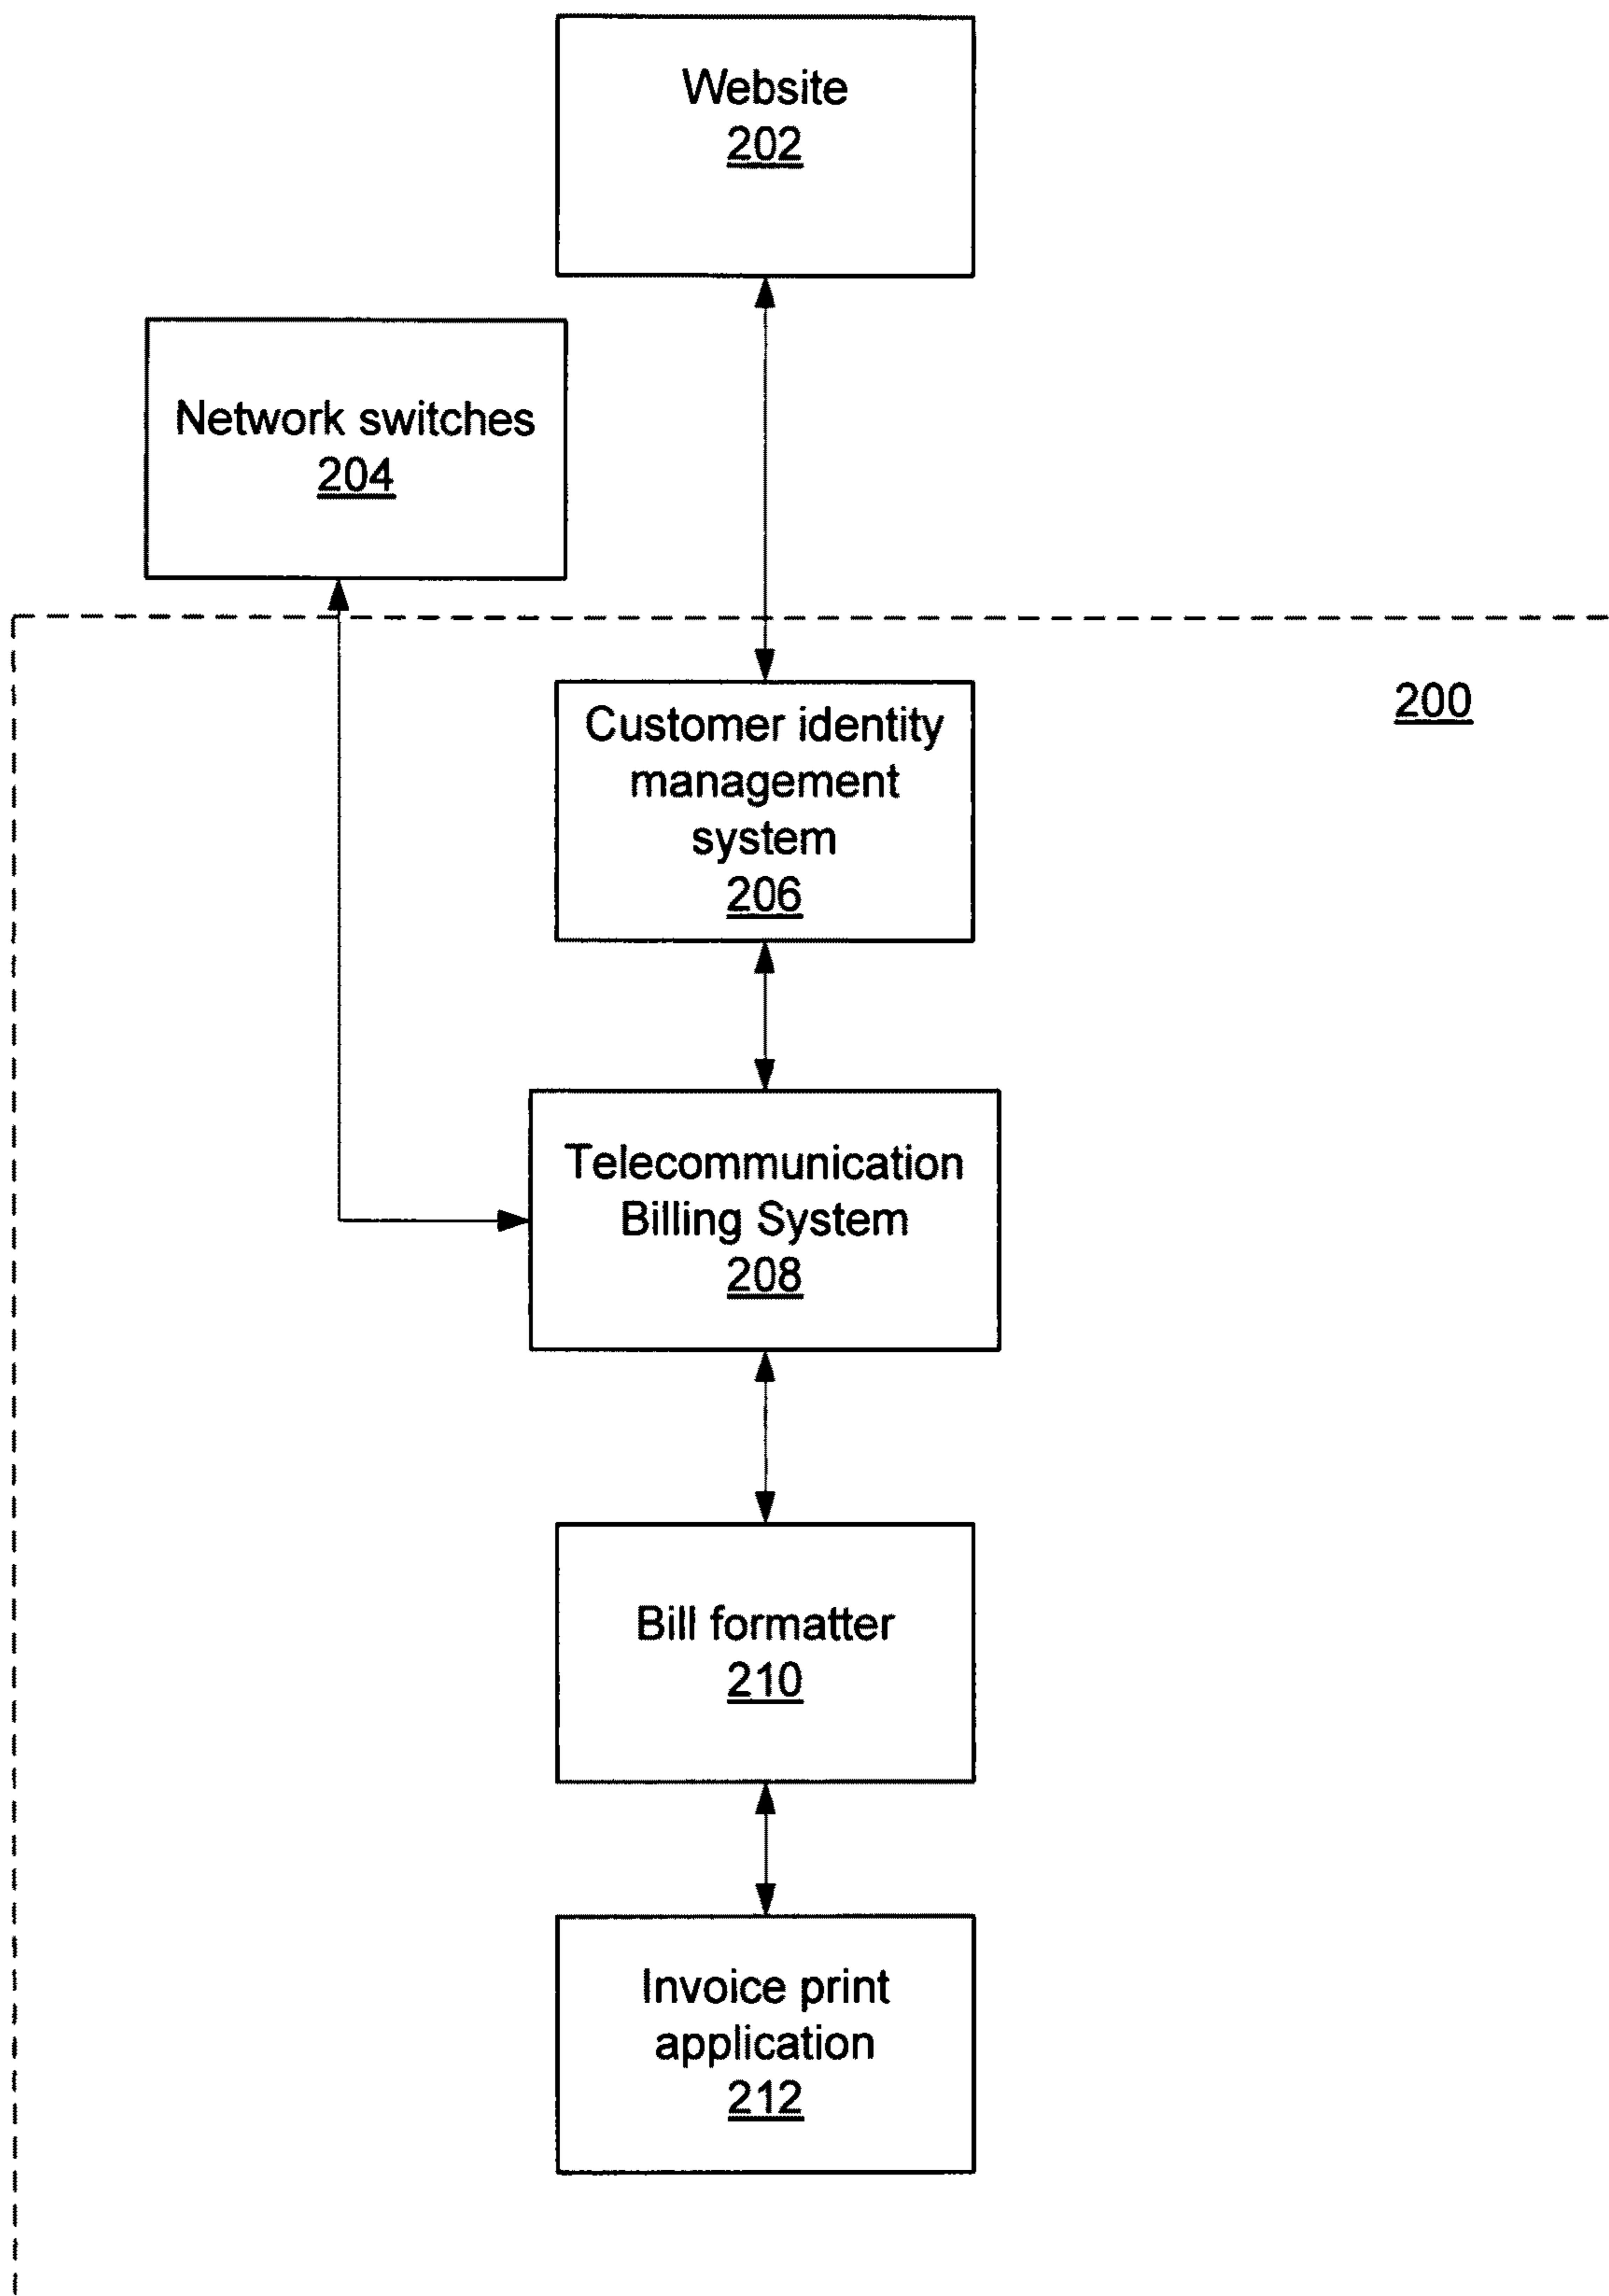 Website
202
Network switches
204
200
Customer identity
management
system
206
Telecommunication
Billing System
208
Bill formatter
210
Invoice print
application
212